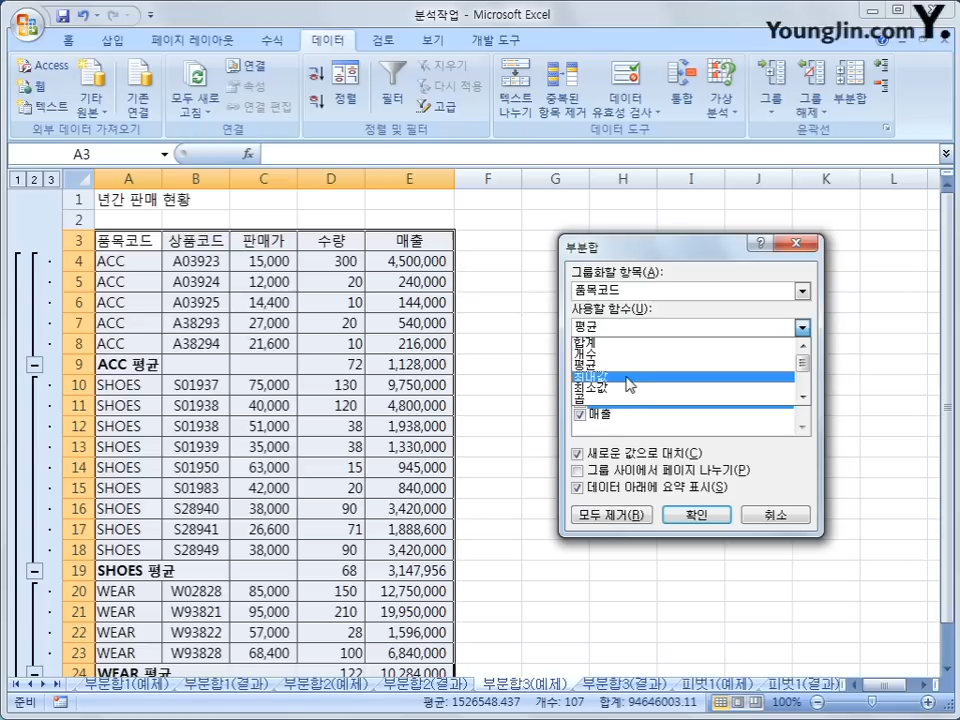 분석작업 - Microsoft Excel
YoungJin.com Y.
홈 삽입 페이지 레이아웃 수식 데이터 검토 보기 개발 도구
Access 웹 텍스트 기타 원본 기존 연결 모두 새로 고침 연결 속성 연결 편집 정렬 필터 지우기 다시 적용 고급 텍스트 나누기 중복된 항목 제거 데이터 유효성 검사 통합 가상 분석 그룹 그룹 해제 부분합
외부 데이터 가져오기 연결 정렬 및 필터 데이터 도구 윤곽선
A3 fx
1 2 3 A B C D E F G H I J K L
1 년간 판매 현황
2
3 품목코드 상품코드 판매가 수량 매출
4 ACC A03923 15,000 300 4,500,000
5 ACC A03924 12,000 20 240,000
6 ACC A03925 14,400 10 144,000
7 ACC A38293 27,000 20 540,000
8 ACC A38294 21,600 10 216,000
9 ACC 평균 72 1,128,000
10 SHOES S01937 75,000 130 9,750,000
11 SHOES S01938 40,000 120 4,800,000
12 SHOES S01938 51,000 38 1,938,000
13 SHOES S01939 35,000 38 1,330,000
14 SHOES S01950 63,000 15 945,000
15 SHOES S01983 42,000 20 840,000
16 SHOES S28940 38,000 90 3,420,000
17 SHOES S28941 26,600 71 1,888,600
18 SHOES S28949 38,000 90 3,420,000
19 SHOES 평균 68 3,147,956
20 WEAR W02828 85,000 150 12,750,000
21 WEAR W93821 95,000 210 19,950,000
22 WEAR W93822 57,000 28 1,596,000
23 WEAR W93828 68,400 100 6,840,000
24 WEAR 평균 122 10,284,000
부분합
그룹화할 항목(A):
품목코드
사용할 함수(U):
평균
합계
개수
평균
최대값
최소값
곱
매출
새로운 값으로 대치(C)
그룹 사이에서 페이지 나누기(P)
데이터 아래에 요약 표시(S)
모두 제거(R) 확인 취소
부분합1(예제) 부분합1(결과) 부분합2(예제) 부분합2(결과) 부분합3(예제) 부분합3(결과) 피벗1(예제) 피벗1(결과)
준비 평균: 1526548.437 개수: 107 합계: 94646003.11 100%